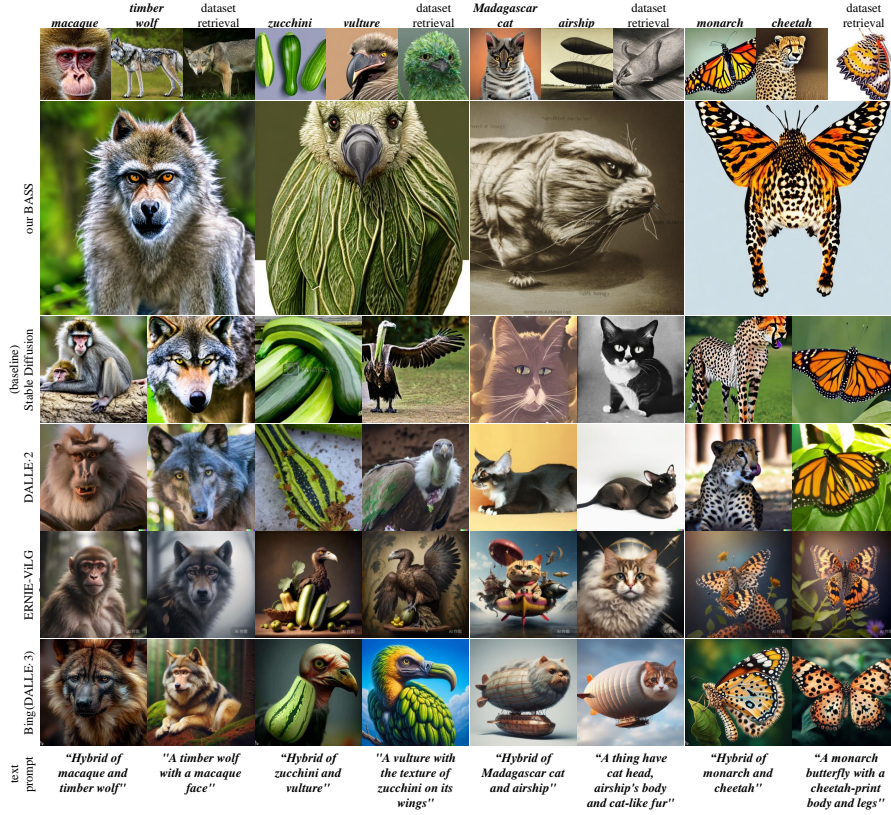 macaque
timber
wolf
dataset
retrieval
zucchini
vulture
dataset
retrieval
Madagascar
cat
airship
dataset
retrieval
monarch
cheetah
dataset
retrieval
our BASS
(baseline)
Stable Diffusion
DALLE·2
ERNIE-ViLG
Bing(DALLE·3)
text
prompt
“Hybrid of
macaque and
timber wolf"
"A timber wolf
with a macaque
face"
“Hybrid of
zucchini and
vulture"
"A vulture with
the texture of
zucchini on its
wings"
“Hybrid of
Madagascar cat
and airship"
“A thing have
cat head,
airship's body
and cat-like fur"
“Hybrid of
monarch and
cheetah"
“A monarch
butterfly with a
cheetah-print
body and legs"